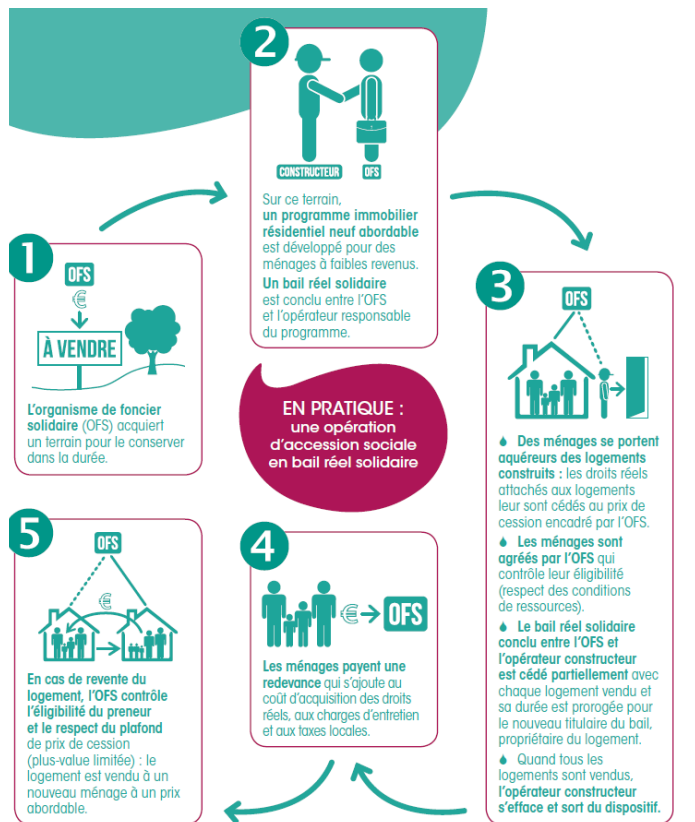 1
OFS
€
À VENDRE
L'organisme de foncier
solidaire (OFS) acquiert
un terrain pour le conserver
dans la durée.
2
CONSTRUCTEUR OFS
Sur ce terrain,
un programme immobilier
résidentiel neuf abordable
est développé pour des
ménages à faibles revenus.
Un bail réel solidaire
est conclu entre l'OFS
et l'opérateur responsable
du programme.
EN PRATIQUE :
une opération
d'accession sociale
en bail réel solidaire
3
OFS
Des ménages se portent
aquéreurs des logements
construits : les droits réels
attachés aux logements
leur sont cédés au prix de
cession encadré par l'OFS.
Les ménages sont
agréés par l'OFS qui
contrôle leur éligibilité
(respect des conditions
de ressources).
Le bail réel solidaire
conclu entre l'OFS et
l'opérateur constructeur
est cédé partiellement avec
chaque logement vendu et
sa durée est prorogée pour
le nouveau titulaire du bail,
propriétaire du logement.
Quand tous les
logements sont vendus,
l'opérateur constructeur
s'efface et sort du dispositif.
4
€ → OFS
Les ménages payent une
redevance qui s'ajoute au
coût d'acquisition des droits
réels, aux charges d'entretien
et aux taxes locales.
5
OFS
€
En cas de revente du
logement, l'OFS contrôle
l'éligibilité du preneur
et le respect du plafond
de prix de cession
(plus-value limitée) : le
logement est vendu à un
nouveau ménage à un prix
abordable.